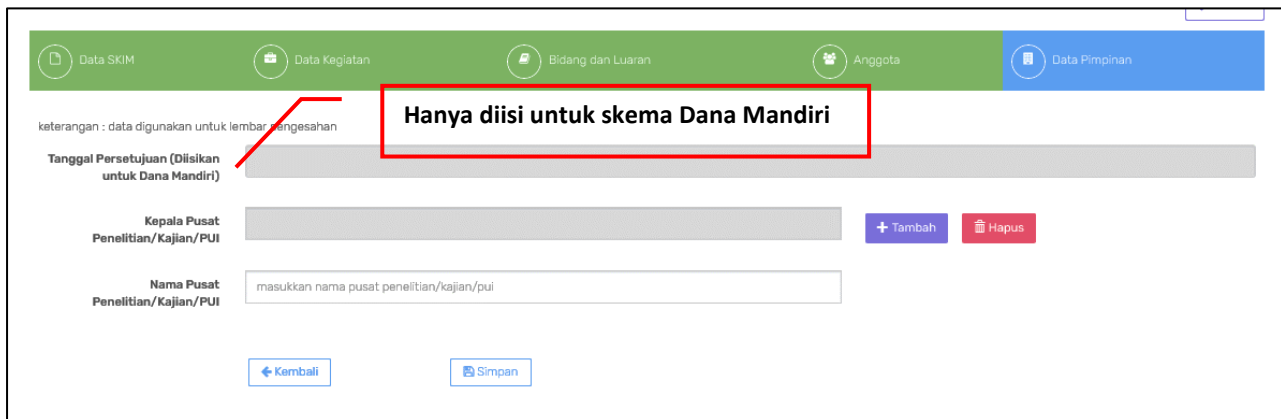 Data SKIM
Data Kegiatan
Bidang dan Luaran
Anggota
Data Pimpinan
Hanya diisi untuk skema Dana Mandiri
keterangan : data digunakan untuk lembar pengesahan
Tanggal Persetujuan (Diisikan
untuk Dana Mandiri)
Kepala Pusat
Penelitian/Kajian/PUI
+ Tambah
Hapus
Nama Pusat
Penelitian/Kajian/PUI
masukkan nama pusat penelitian/kajian/pui
Kembali
Simpan